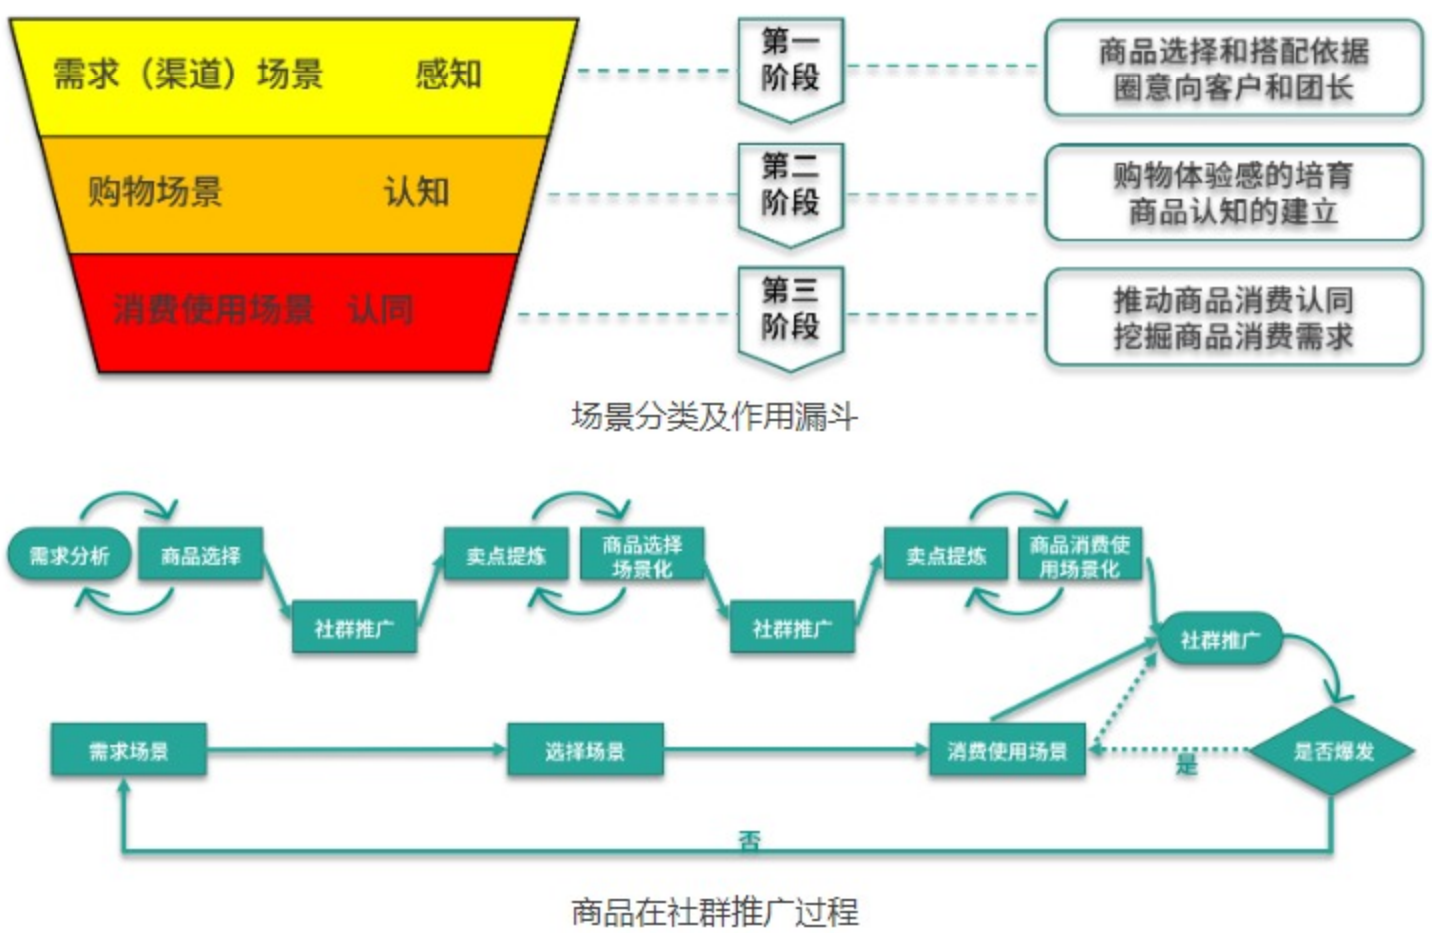 需求（渠道）场景 感知
第一
阶段
商品选择和搭配依据
圈意向客户和团长
购物场景 认知
第二
阶段
购物体验感的培育
商品认知的建立
消费使用场景 认同
第三
阶段
推动商品消费认同
挖掘商品消费需求
场景分类及作用漏斗
需求分析
商品选择
社群推广
卖点提炼
商品选择
场景化
社群推广
卖点提炼
商品消费使
用场景化
社群推广
需求场景
选择场景
消费使用场景
是
是否爆发
否
商品在社群推广过程